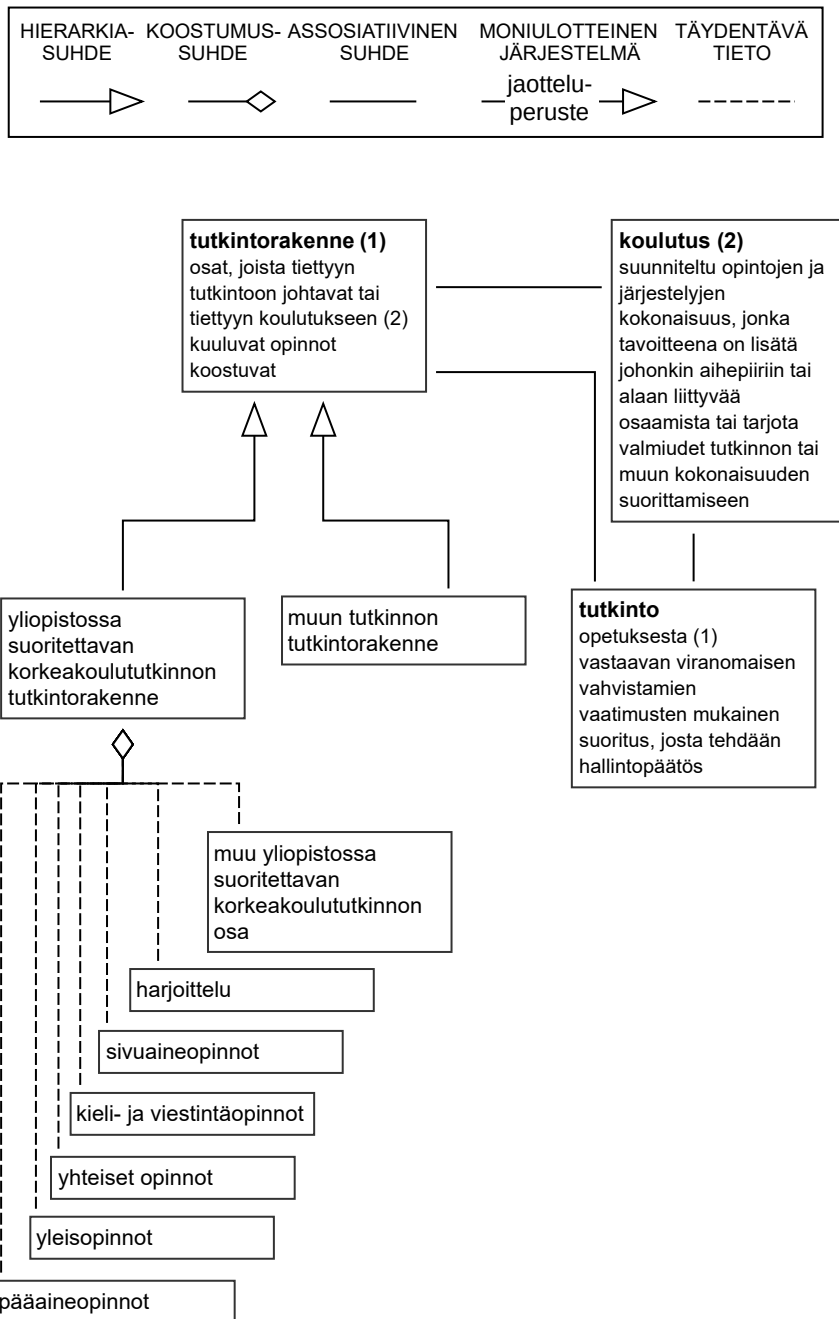 HIERARKIA-
SUHDE
KOOSTUMUS-
SUHDE
ASSOSIATIIVINEN
SUHDE
MONIULOTTEINEN
JÄRJESTELMÄ
jaottelu-
peruste
TÄYDENTÄVÄ
TIETO
tutkintorakenne (1)
osat, joista tiettyyn
tutkintoon johtavat tai
tiettyyn koulutukseen (2)
kuuluvat opinnot
koostuvat
koulutus (2)
suunniteltu opintojen ja
järjestelyjen
kokonaisuus, jonka
tavoitteena on lisätä
johonkin aihepiiriin tai
alaan liittyvää
osaamista tai tarjota
valmiudet tutkinnon tai
muun kokonaisuuden
suorittamiseen
yliopistossa
suoritettavan
korkeakoulututkinnon
tutkintorakenne
muun tutkinnon
tutkintorakenne
tutkinto
opetuksesta (1)
vastaavan viranomaisen
vahvistamien
vaatimusten mukainen
suoritus, josta tehdään
hallintopäätös
muu yliopistossa
suoritettavan
korkeakoulututkinnon
osa
harjoittelu
sivuaineopinnot
kieli- ja viestintäopinnot
yhteiset opinnot
yleisopinnot
pääaineopinnot